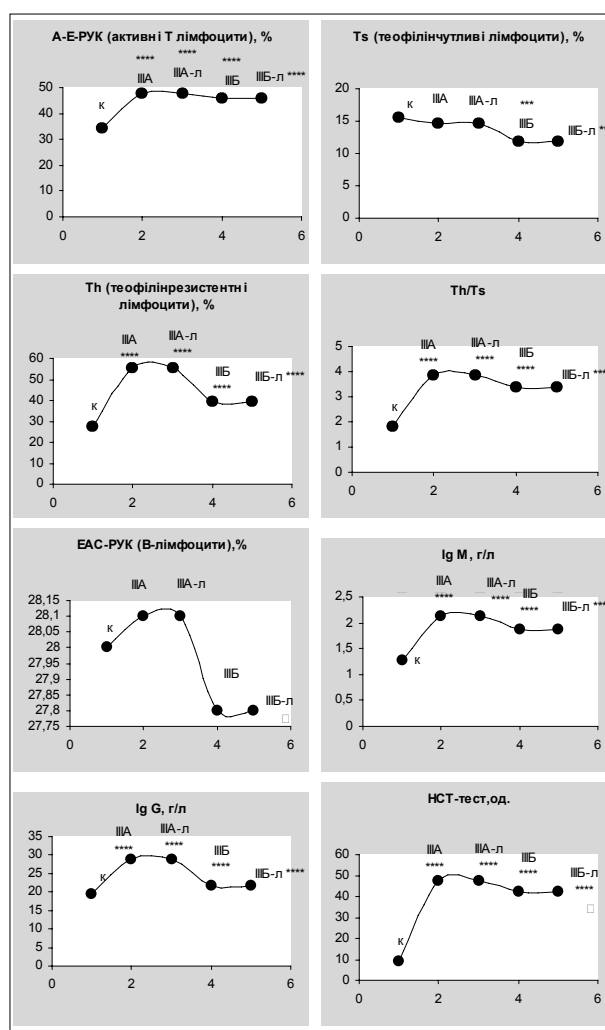 А-Е-РУК (активні Т лімфоцити), %
**** **** ****
ІІІА ІІІА-л ІІІБ ІІІБ-л ****
к
50
40
30
20
10
0
0 2 4 6
Ts (теофілінчутливі лімфоцити), %
20
15
10
5
0
к ІІІА ІІІА-л
***
ІІІБ
ІІІБ-л **
0 2 4 6
Th (теофілінрезистентні
лімфоцити), %
ІІІА ІІІА-л
**** ****
ІІІБ ІІІБ-л ****
****
к
60
50
40
30
20
10
0
0 2 4 6
Th/Ts
ІІІА ІІІА-л ІІІБ
**** **** ****
ІІІБ-л ***
к
5
4
3
2
1
0
0 2 4 6
ЕАС-РУК (В-лімфоцити),%
ІІІА ІІІА-л
к
ІІІБ
ІІІБ-л
28,15
28,1
28,05
28
27,95
27,9
27,85
27,8
27,75
0 2 4 6
Ig M, г/л
ІІІА ІІІА-л ІІІБ
**** **** ****
ІІІБ-л ***
к
2,5
2
1,5
1
0,5
0
0 2 4 6
Ig G, г/л
ІІІА ІІІА-л
**** ****
ІІІБ
****
ІІІБ-л ****
к
35
30
25
20
15
10
5
0
0 2 4 6
НСТ-тест,од.
ІІІА ІІІА-л ІІІБ
**** **** ****
ІІІБ-л
****
к
60
50
40
30
20
10
0
0 2 4 6